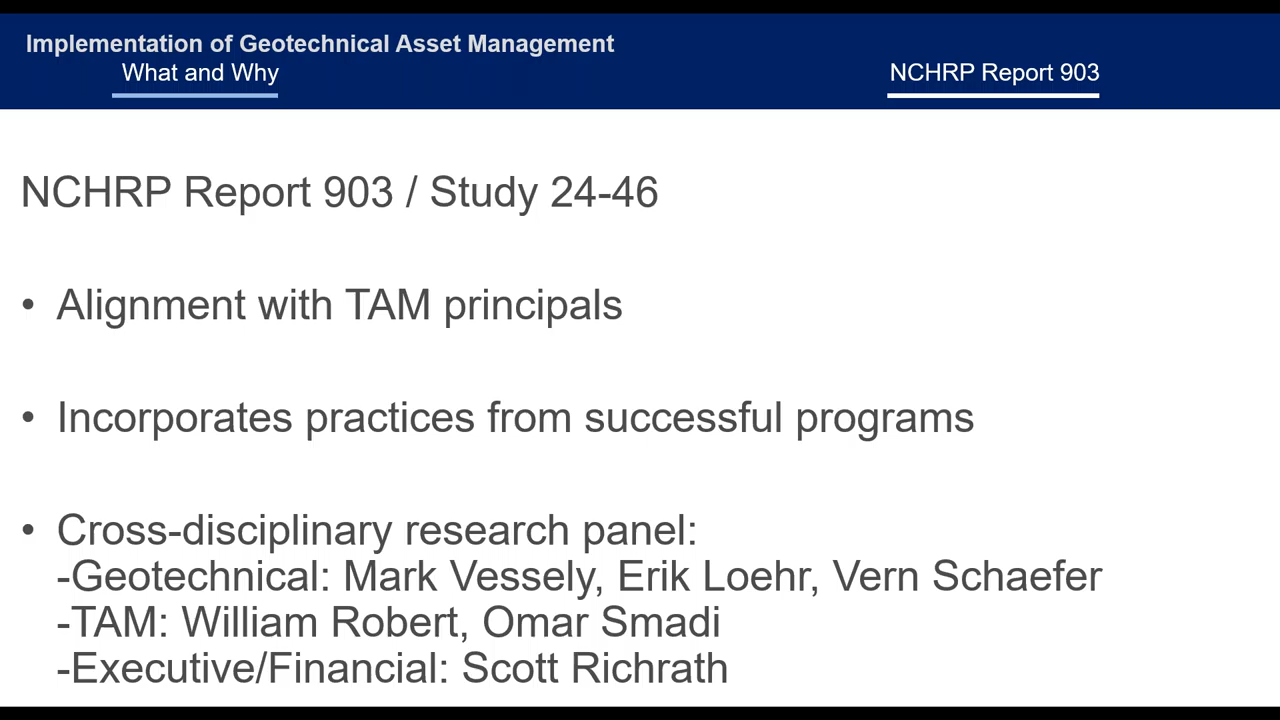 Implementation of Geotechnical Asset Management
What and Why
NCHRP Report 903
NCHRP Report 903 / Study 24-46
• Alignment with TAM principals
• Incorporates practices from successful programs
• Cross-disciplinary research panel:
-Geotechnical: Mark Vessely, Erik Loehr, Vern Schaefer
-TAM: William Robert, Omar Smadi
-Executive/Financial: Scott Richrath